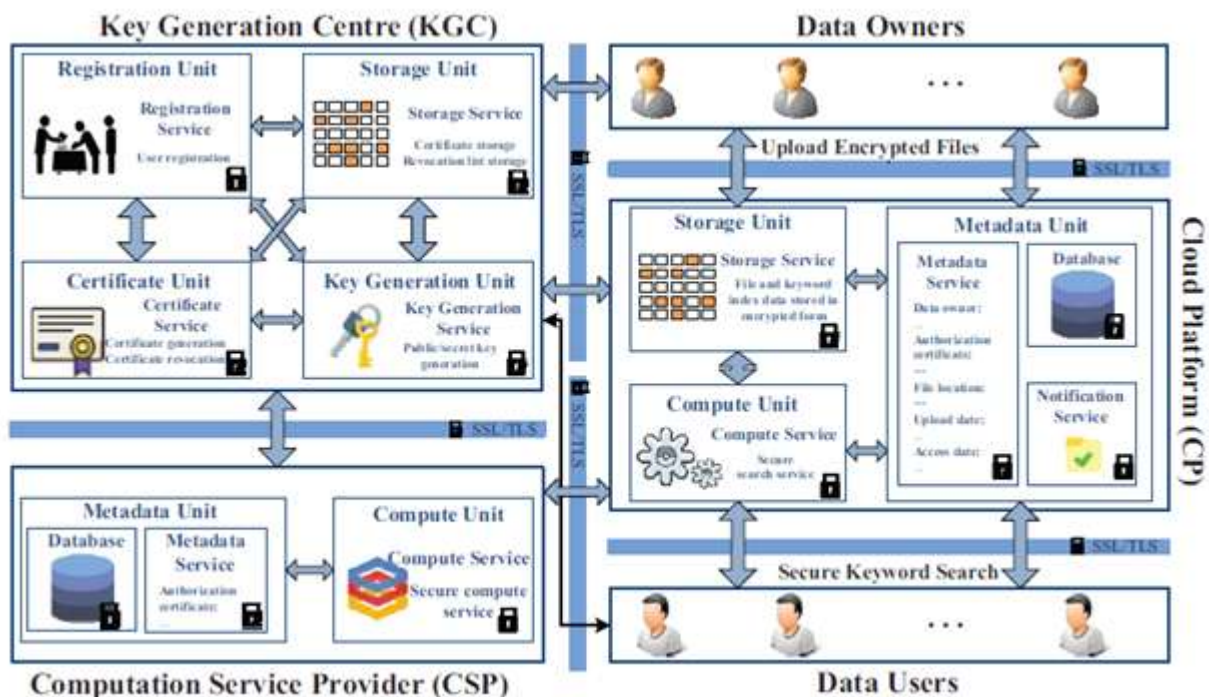 Key Generation Centre (KGC)
Registration Unit
Registration
Service
User registration
Storage Unit
Storage Service
Certificate storage
Revocation list storage
Certificate Unit
Certificate
Service
Certificate generation
Certificate revocation
Key Generation Unit
Key Generation
Service
Public/secret key
generation
SSL/TLS
SSL/TLS
SSL/TLS
Metadata Unit
Database
Metadata
Service
Authorization
certificate:
...
Compute Unit
Compute Service
Secure compute
service
Computation Service Provider (CSP)
Data Owners
...
Upload Encrypted Files
SSL/TLS
Storage Unit
Storage Service
File and keyword
index data stored in
encrypted form
Compute Unit
Compute Service
Secure
search service
Metadata Unit
Metadata
Service
Data owner:
...
Authorization
certificate:
...
File location:
...
Upload date:
...
Access date:
...
Database
Notification
Service
Cloud Platform (CP)
SSL/TLS
Secure Keyword Search
...
Data Users